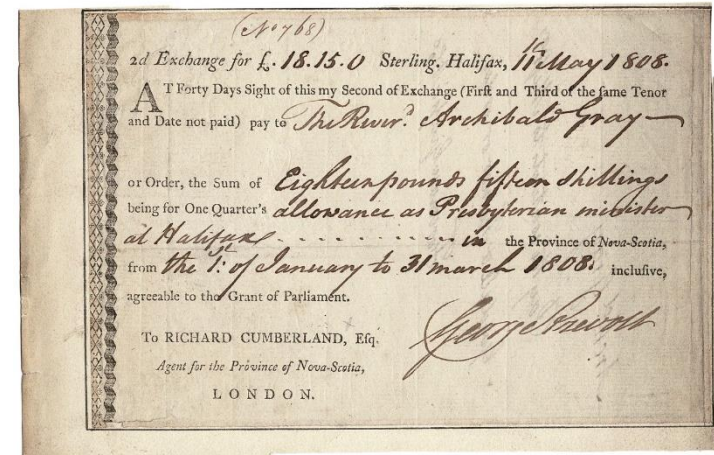 (No 768)
2d Exchange for £. 18.15.0 Sterling. Halifax, 11th May 1808.
AT Forty Days Sight of this my Second of Exchange (Firſt and Third of the ſame Tenor
and Date not paid) pay to The Reverd. Archibald Gray
or Order, the Sum of Eighteen pounds fifteen Shillings
being for One Quarter's allowance as Presbyterian minister
at Halifax - - - - - - - - - - in the Province of Nova-Scotia,
from the 1st. of January to 31 march 1808. incluſive,
agreeable to the Grant of Parliament.
George Prevost
To RICHARD CUMBERLAND, Eſq.
Agent for the Province of Nova-Scotia,
LONDON.